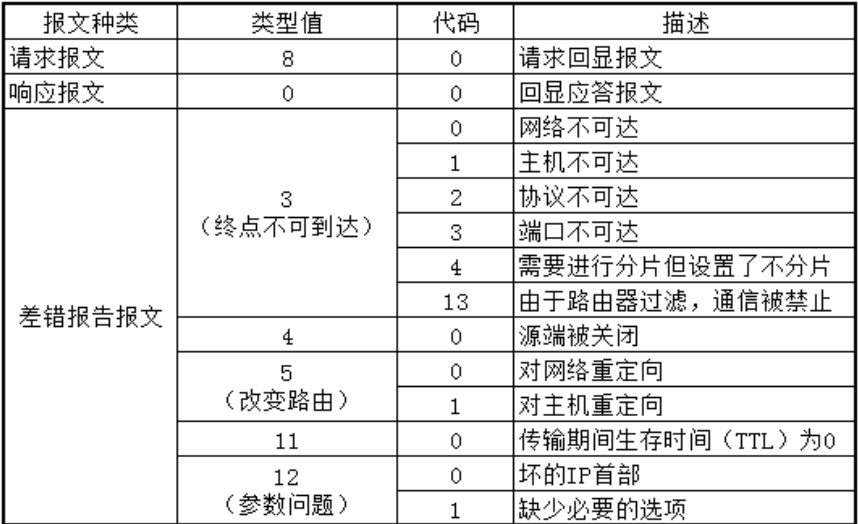 报文种类 类型值 代码 描述
请求报文 8 0 请求回显报文
响应报文 0 0 回显应答报文
0 网络不可达
1 主机不可达
3 2 协议不可达
(终点不可到达) 3 端口不可达
4 需要进行分片但设置了不分片
差错报告报文 13 由于路由器过滤，通信被禁止
4 0 源端被关闭
5 0 对网络重定向
(改变路由) 1 对主机重定向
11 0 传输期间生存时间（TTL）为0
12 0 坏的IP首部
(参数问题) 1 缺少必要的选项